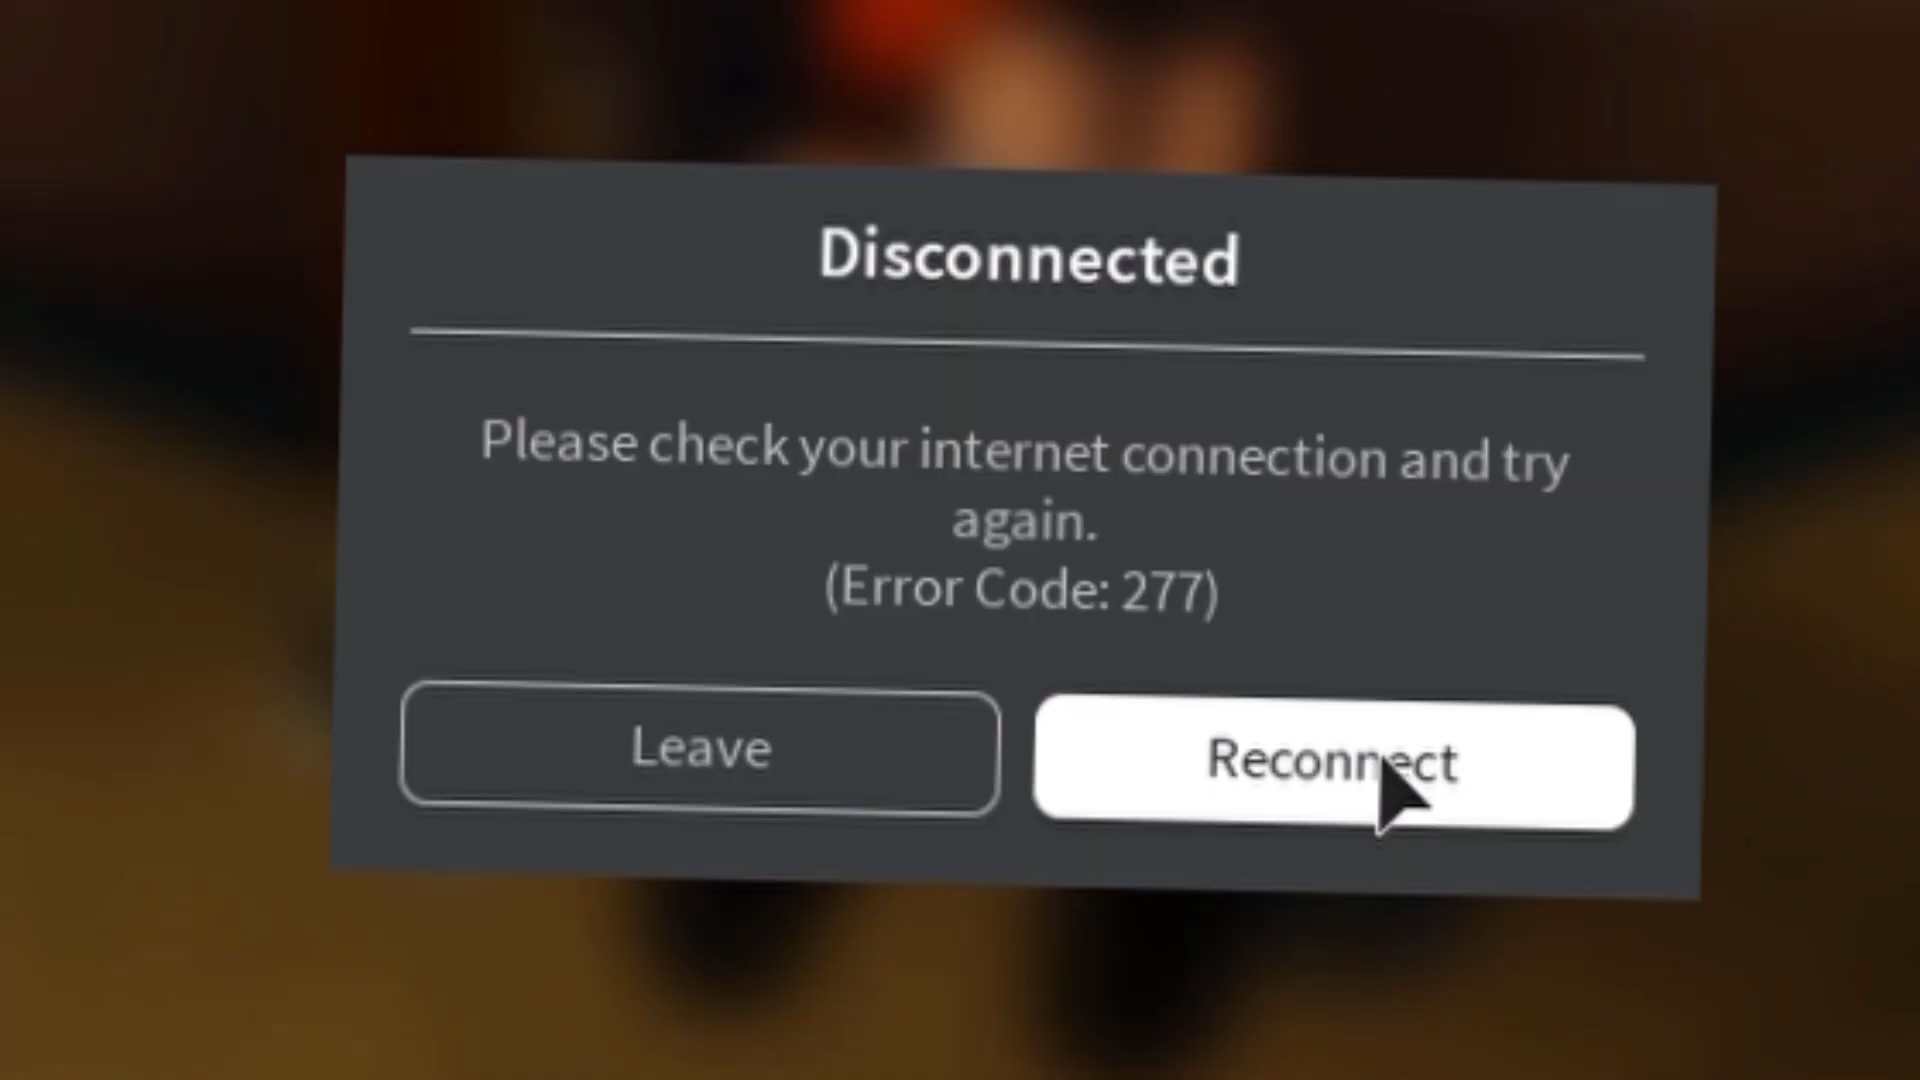 Disconnected
Please check your internet connection and try
again.
(Error Code: 277)
Leave
Reconnect